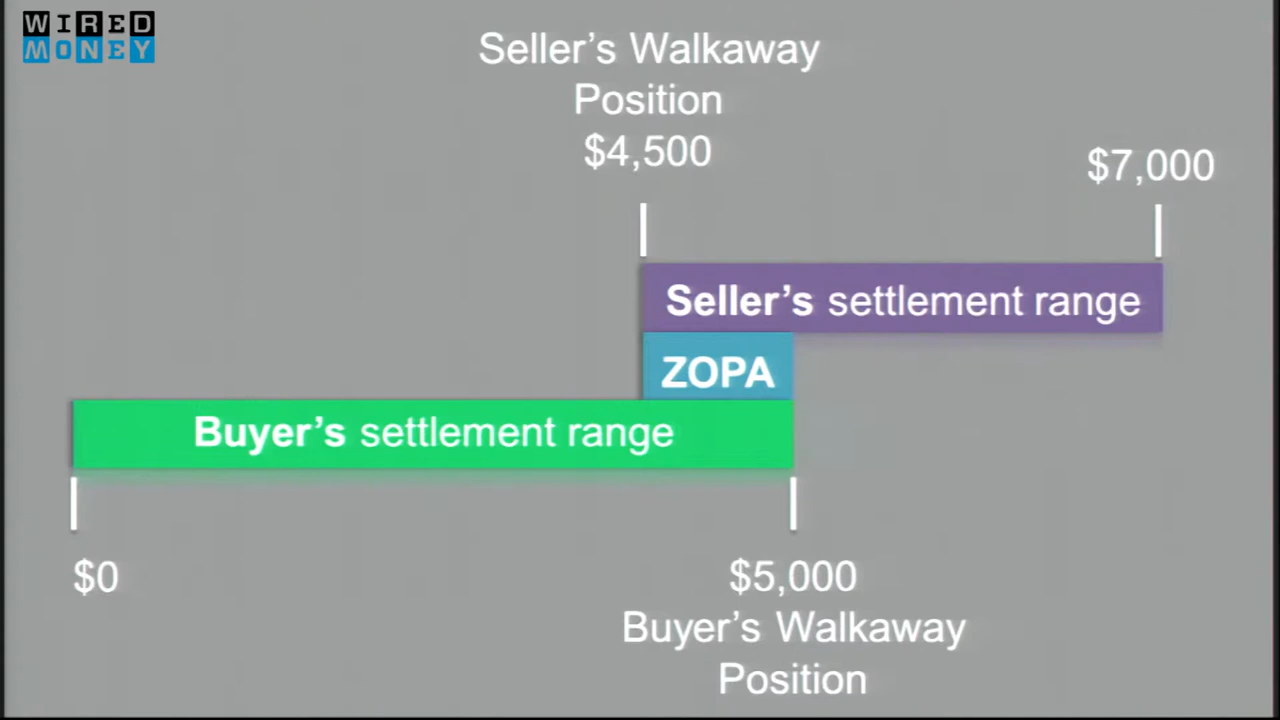 WIRED
MONEY
Seller’s Walkaway
Position
$4,500
$7,000
Seller’s settlement range
ZOPA
Buyer’s settlement range
$0
$5,000
Buyer’s Walkaway
Position